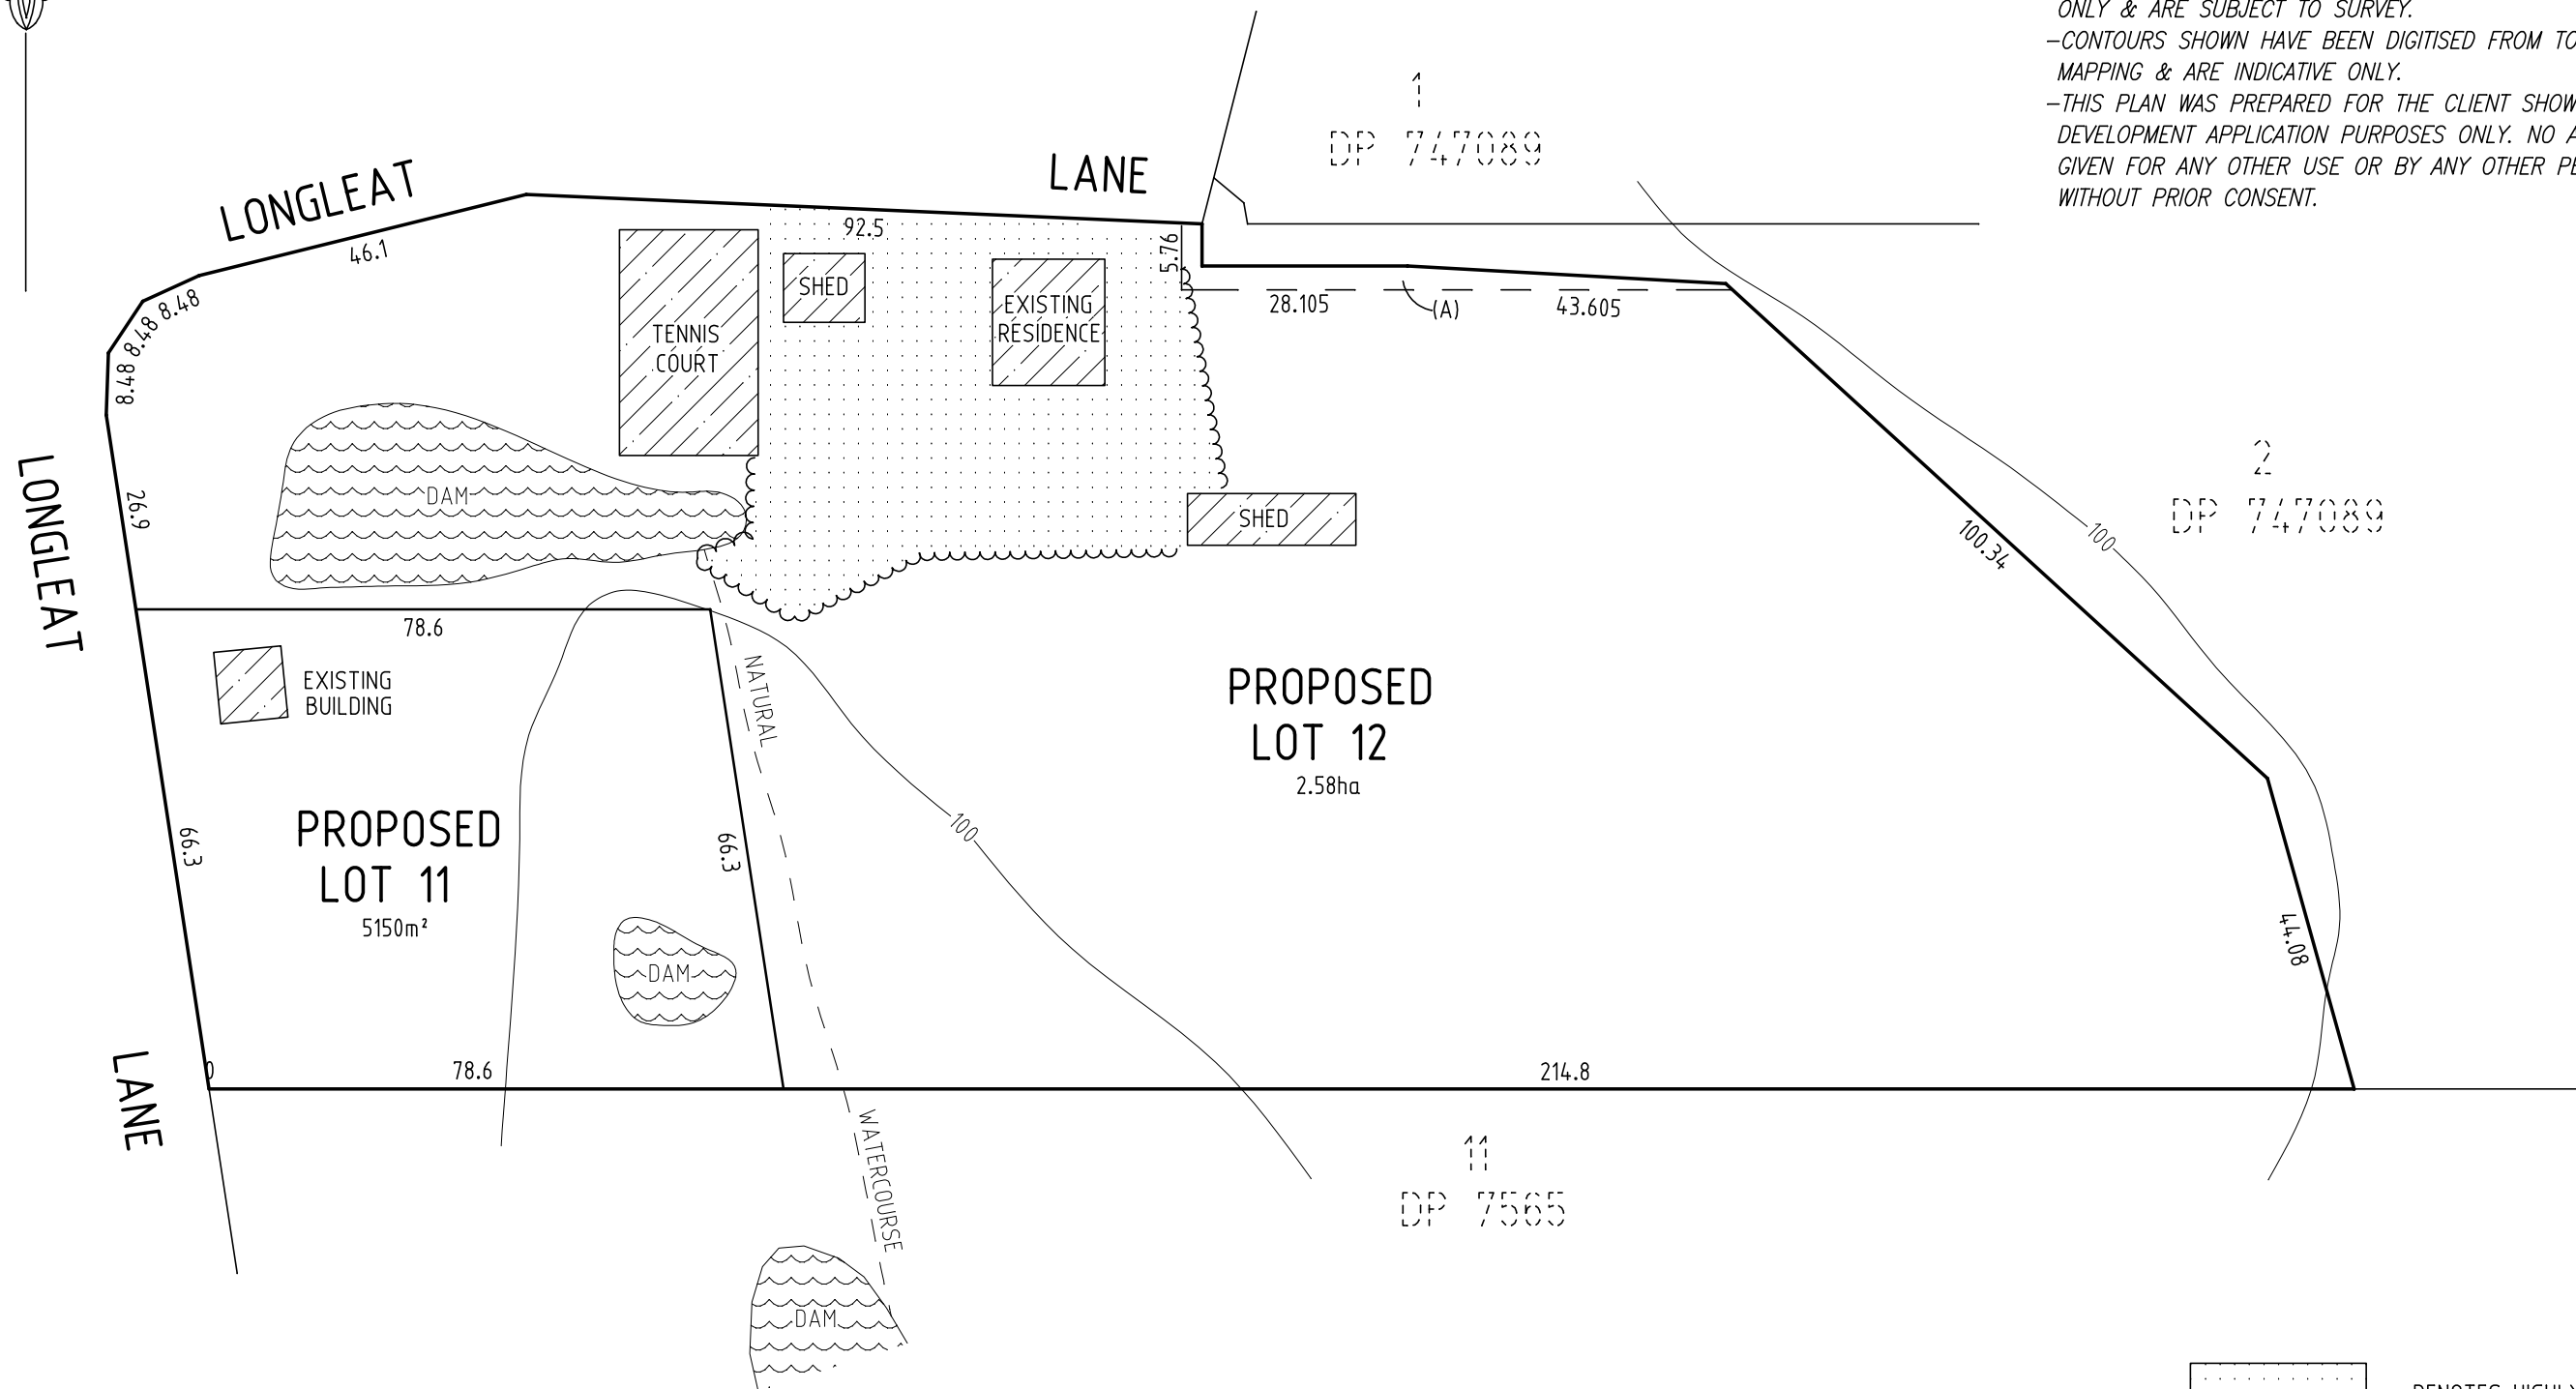 ONLY & ARE SUBJECT TO SURVEY.
–CONTOURS SHOWN HAVE BEEN DIGITISED FROM
MAPPING & ARE INDICATIVE ONLY.
–THIS PLAN WAS PREPARED FOR THE CLIENT
DEVELOPMENT APPLICATION PURPOSES ONLY. NO
GIVEN FOR ANY OTHER USE OR BY ANY OTHER
WITHOUT PRIOR CONSENT.
1
DP 747089
LONGLEAT
LANE
46.1
92.5
5.76
8.48
8.48
8.48
SHED
TENNIS
COURT
EXISTING
RESIDENCE
28.105
(A)
43.605
2
DP 747089
LONGLEAT
26.9
DAM
SHED
100.34
100
78.6
EXISTING
BUILDING
NATURAL
PROPOSED
LOT 12
2.58ha
PROPOSED
LOT 11
5150m²
66.3
66.3
100
44.08
DAM
LANE
0
78.6
214.8
WATERCOURSE
11
DP 7565
DAM
DENOTES